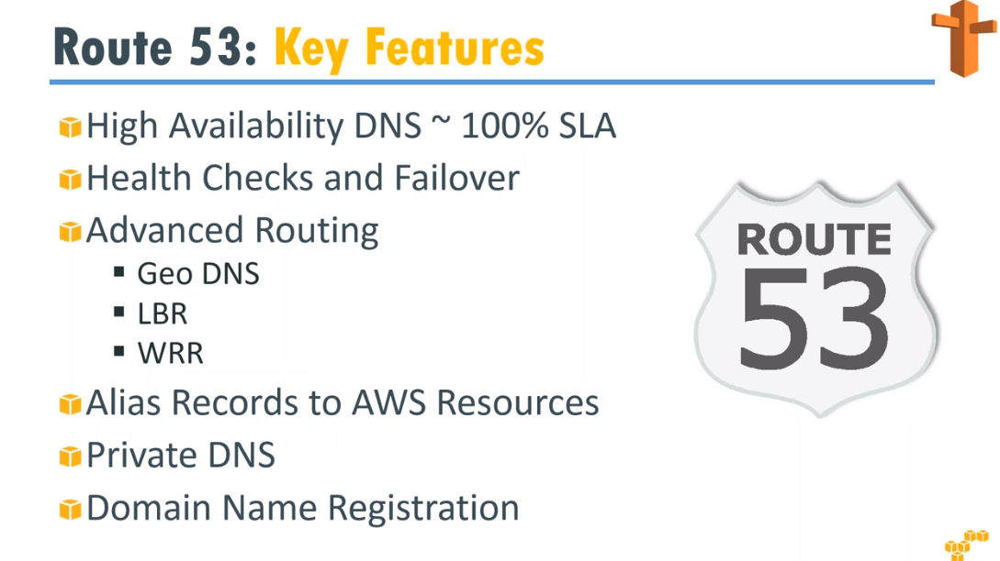 Route 53: Key Features
High Availability DNS ~ 100% SLA
Health Checks and Failover
Advanced Routing
Geo DNS
LBR
WRR
Alias Records to AWS Resources
Private DNS
Domain Name Registration
ROUTE
53